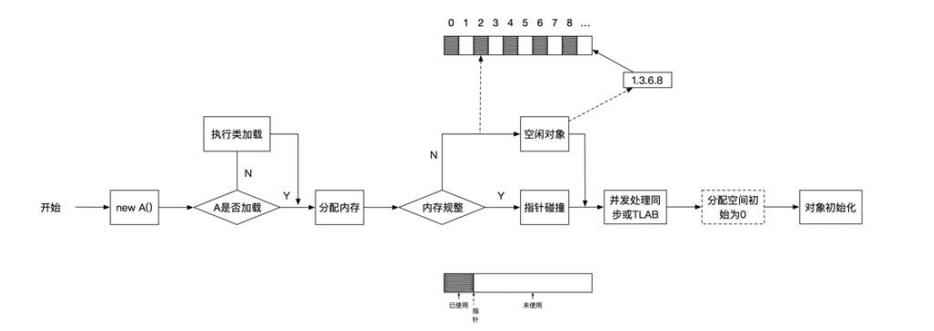 0 1 2 3 4 5 6 7 8 ...
1.3.6.8
执行类加载
空闲对象
N
N
开始
new A()
A是否加载
Y
分配内存
内存规整
Y
指针碰撞
并发处理同
步或TLAB
分配空间初
始为0
对象初始化
已使用
指
针
未使用